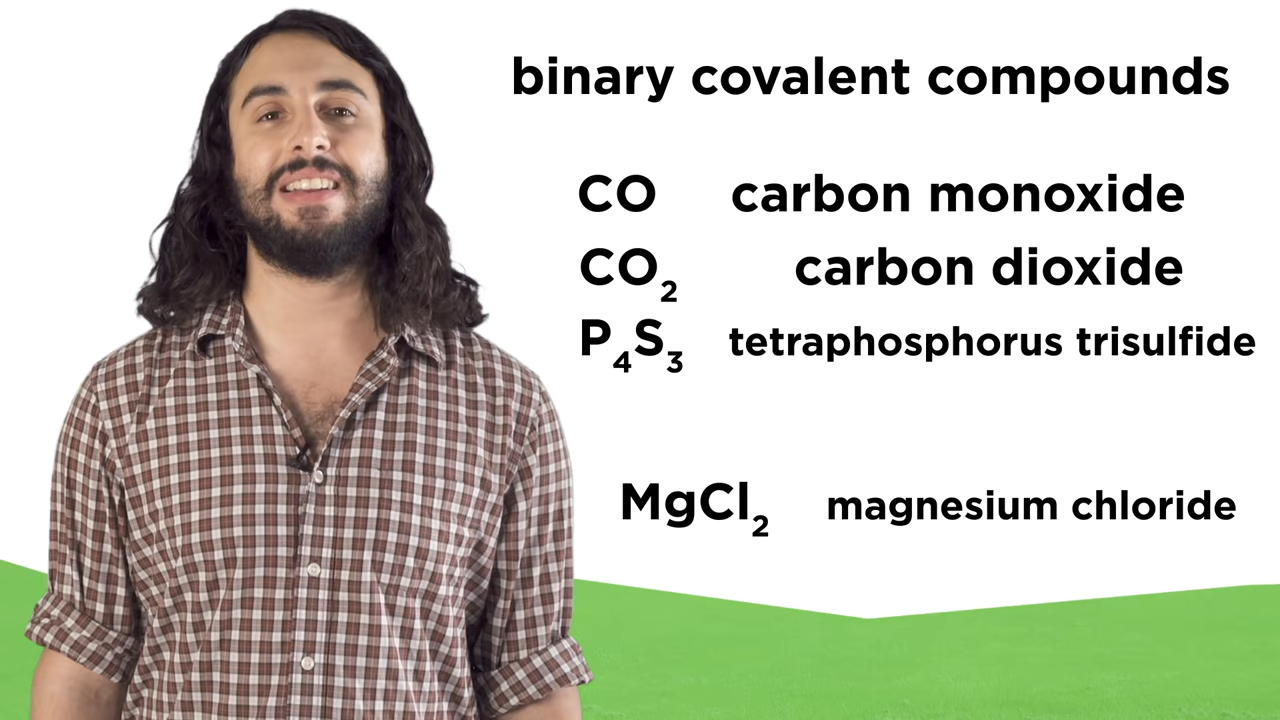 binary covalent compounds
CO carbon monoxide
CO₂ carbon dioxide
P₄S₃ tetraphosphorus trisulfide
MgCl₂ magnesium chloride